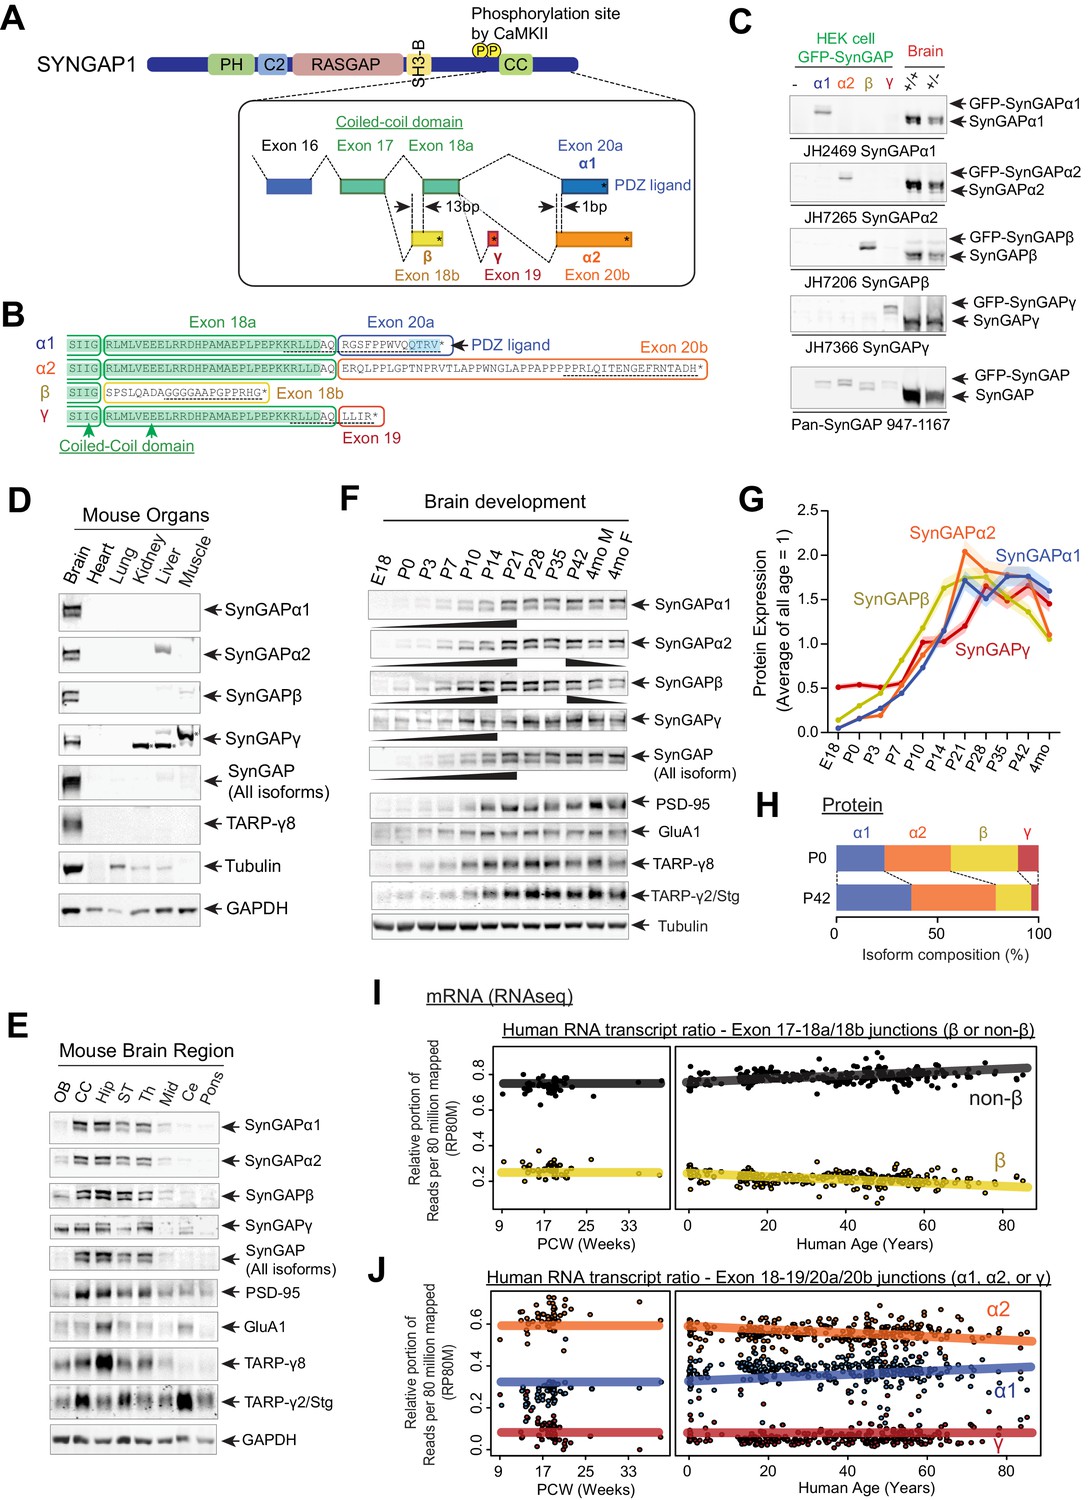 A
Phosphorylation site
by CaMKII
P P
SYNGAP1
PH
C2
RASGAP
SH3-B
CC
Coiled-coil domain
Exon 16
Exon 17
Exon 18a
Exon 20a
α1
* PDZ ligand
13bp
1bp
*
*
*
β
γ
α2
Exon 18b
Exon 19
Exon 20b
B
Exon 18a
Exon 20a
α1
SIIG RLMLVEEELRRDHPAMAEPLPEPKKRLLDAQ RGSFPPWVQQTRV*
PDZ ligand
Exon 20b
α2
SIIG RLMLVEEELRRDHPAMAEPLPEPKKRLLDAQ ERQLPPLGPTNPRVTLAPPWNGLAPPAPPPPPRLQITENGEFRNTADH*
β
SIIG SPSLQADAGGGGAAPGPPRHG*
Exon 18b
γ
SIIG RLMLVEEELRRDHPAMAEPLPEPKKRLLDAQ LLIR*
Exon 19
Coiled-Coil domain
C
HEK cell
GFP-SynGAP
Brain
- α1 α2 β γ +/+ +/-
GFP-SynGAPα1
SynGAPα1
JH2469 SynGAPα1
GFP-SynGAPα2
SynGAPα2
JH7265 SynGAPα2
GFP-SynGAPβ
SynGAPβ
JH7206 SynGAPβ
GFP-SynGAPγ
SynGAPγ
JH7366 SynGAPγ
GFP-SynGAP
SynGAP
Pan-SynGAP 947-1167
D
Mouse Organs
Brain Heart Lung Kidney Liver Muscle
SynGAPα1
SynGAPα2
SynGAPβ
SynGAPγ
SynGAP
(All isoforms)
TARP-γ8
Tubulin
GAPDH
E
Mouse Brain Region
OB CC Hip ST Th Mid Ce Pons
SynGAPα1
SynGAPα2
SynGAPβ
SynGAPγ
SynGAP
(All isoforms)
PSD-95
GluA1
TARP-γ8
TARP-γ2/Stg
GAPDH
F
Brain development
E18 P0 P3 P7 P10 P14 P21 P28 P35 P42 4mo M 4mo F
SynGAPα1
SynGAPα2
SynGAPβ
SynGAPγ
SynGAP
(All isoform)
PSD-95
GluA1
TARP-γ8
TARP-γ2/Stg
Tubulin
G
Protein Expression
(Average of all age = 1)
2.5
2.0
1.5
1.0
0.5
0.0
SynGAPα2
SynGAPα1
SynGAPβ
SynGAPγ
E18 P0 P3 P7 P10 P14 P21 P28 P35 P42 4mo
H
Protein
α1 α2 β γ
P0
P42
0 50 100
Isoform composition (%)
I
mRNA (RNAseq)
Human RNA transcript ratio - Exon 17-18a/18b junctions (β or non-β)
Relative portion of
Reads per 80 million mapped
(RP80M)
0.8
0.6
0.4
0.2
non-β
β
9 17 25 33
PCW (Weeks)
0 20 40 60 80
Human Age (Years)
J
Human RNA transcript ratio - Exon 18-19/20a/20b junctions (α1, α2, or γ)
Relative portion of
Reads per 80 million mapped
(RP80M)
0.6
0.4
0.2
0.0
α2
α1
γ
9 17 25 33
PCW (Weeks)
0 20 40 60 80
Human Age (Years)